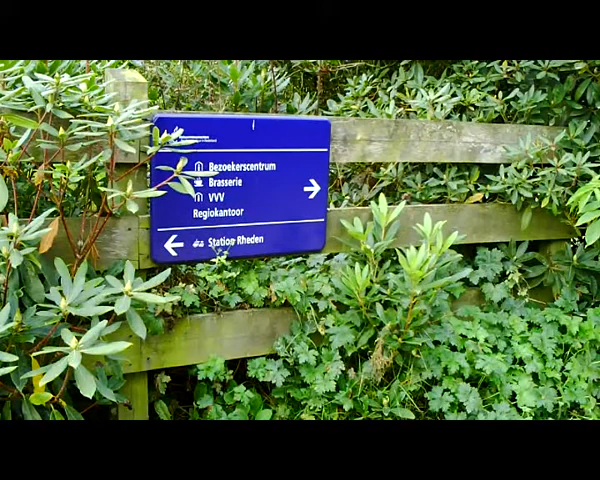 Bezoekerscentrum
Brasserie
VVV
Regiokantoor
Station Rheden